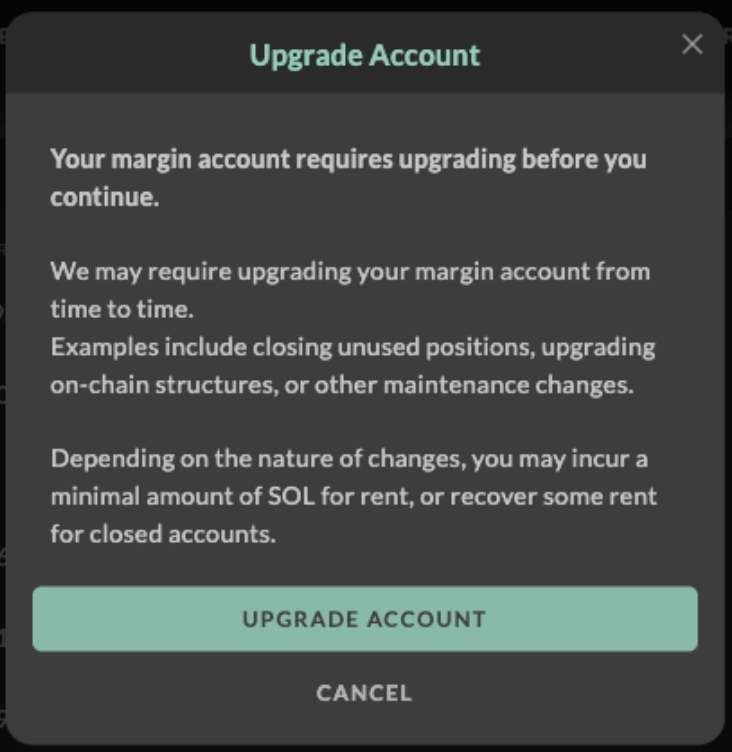 Upgrade Account
Your margin account requires upgrading before you
continue.
We may require upgrading your margin account from
time to time.
Examples include closing unused positions, upgrading
on-chain structures, or other maintenance changes.
Depending on the nature of changes, you may incur a
minimal amount of SOL for rent, or recover some rent
for closed accounts.
UPGRADE ACCOUNT
CANCEL